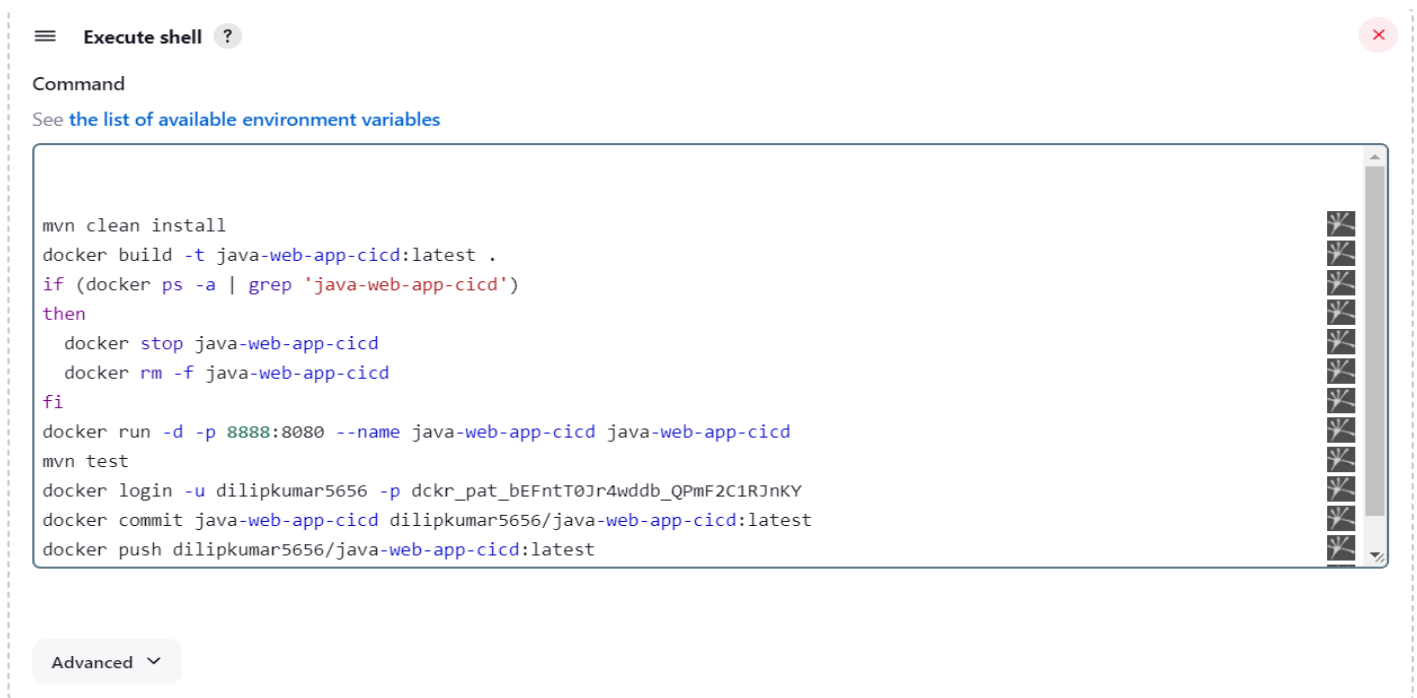 Execute shell ?
Command
See the list of available environment variables
mvn clean install
docker build -t java-web-app-cicd:latest .
if (docker ps -a | grep 'java-web-app-cicd')
then
docker stop java-web-app-cicd
docker rm -f java-web-app-cicd
fi
docker run -d -p 8888:8080 --name java-web-app-cicd java-web-app-cicd
mvn test
docker login -u dilipkumar5656 -p dckr_pat_bEFntT0Jr4wddb_QPmF2C1RJnKY
docker commit java-web-app-cicd dilipkumar5656/java-web-app-cicd:latest
docker push dilipkumar5656/java-web-app-cicd:latest
Advanced